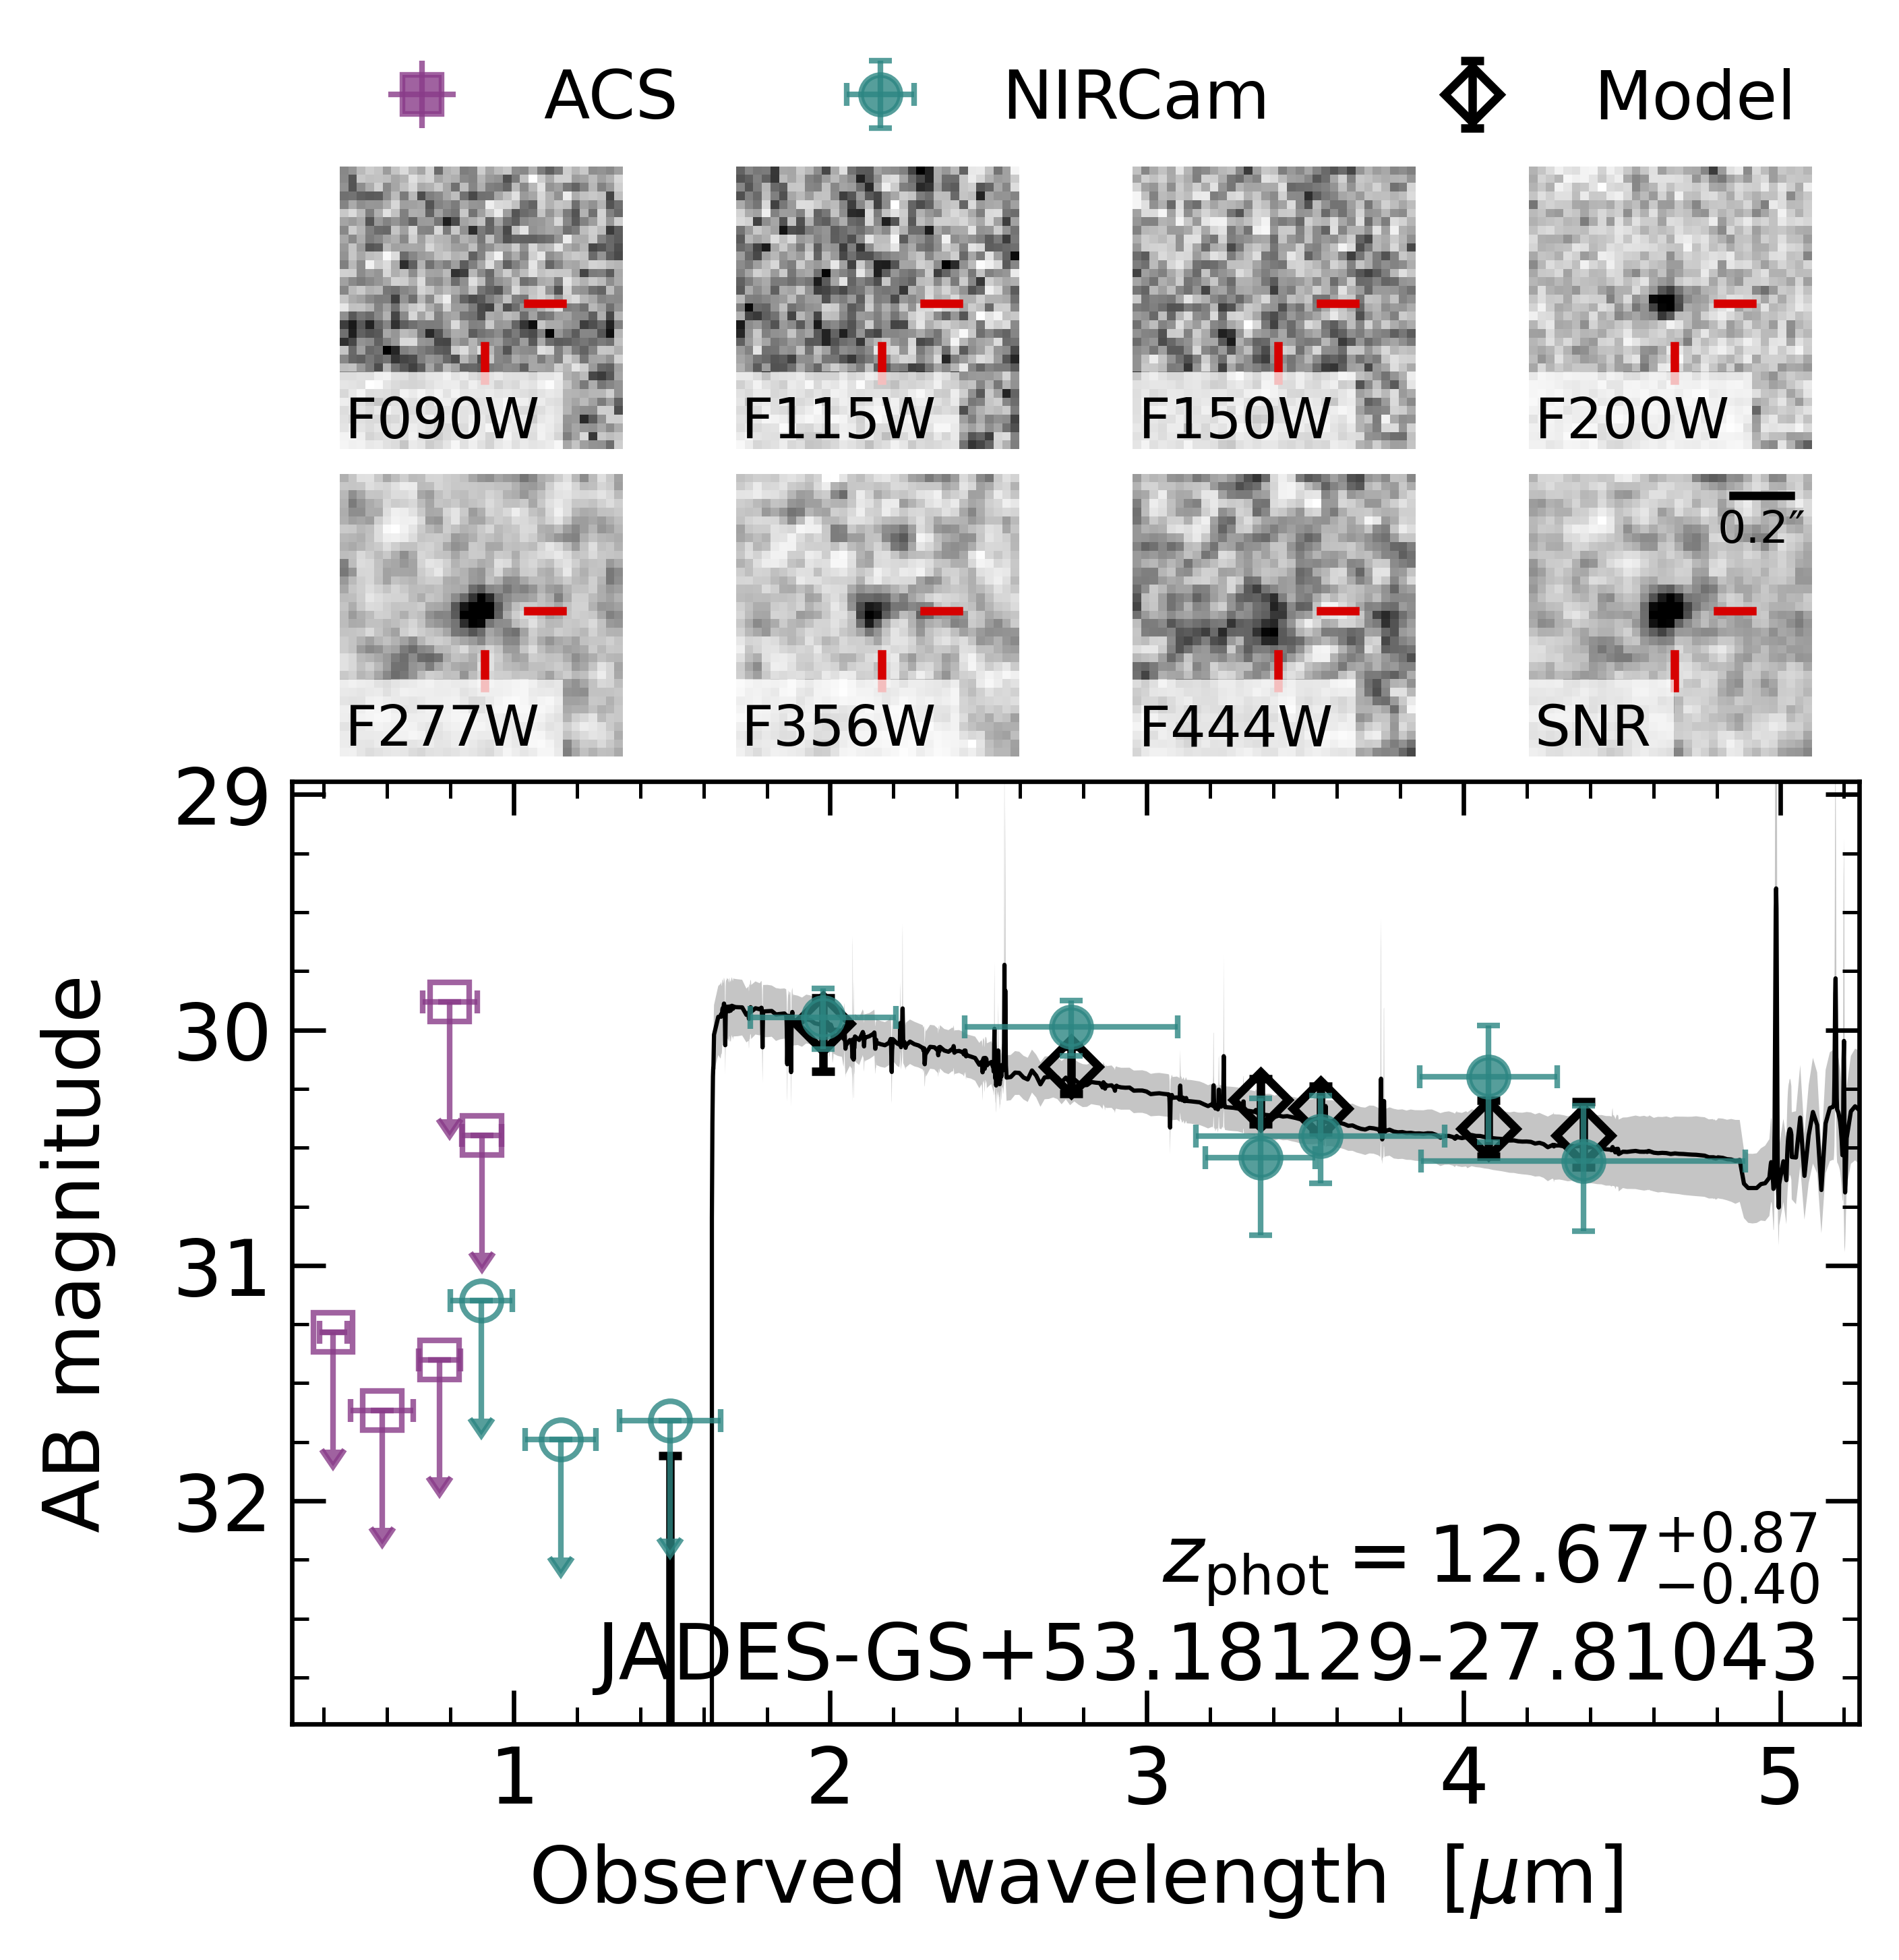 ACS NIRCam Model
F090W F115W F150W F200W
0.2″
F277W F356W F444W SNR
29
30
31
32
AB magnitude
z_phot = 12.67 +0.87 −0.40
JADES-GS+53.18129-27.81043
1 2 3 4 5
Observed wavelength [μm]